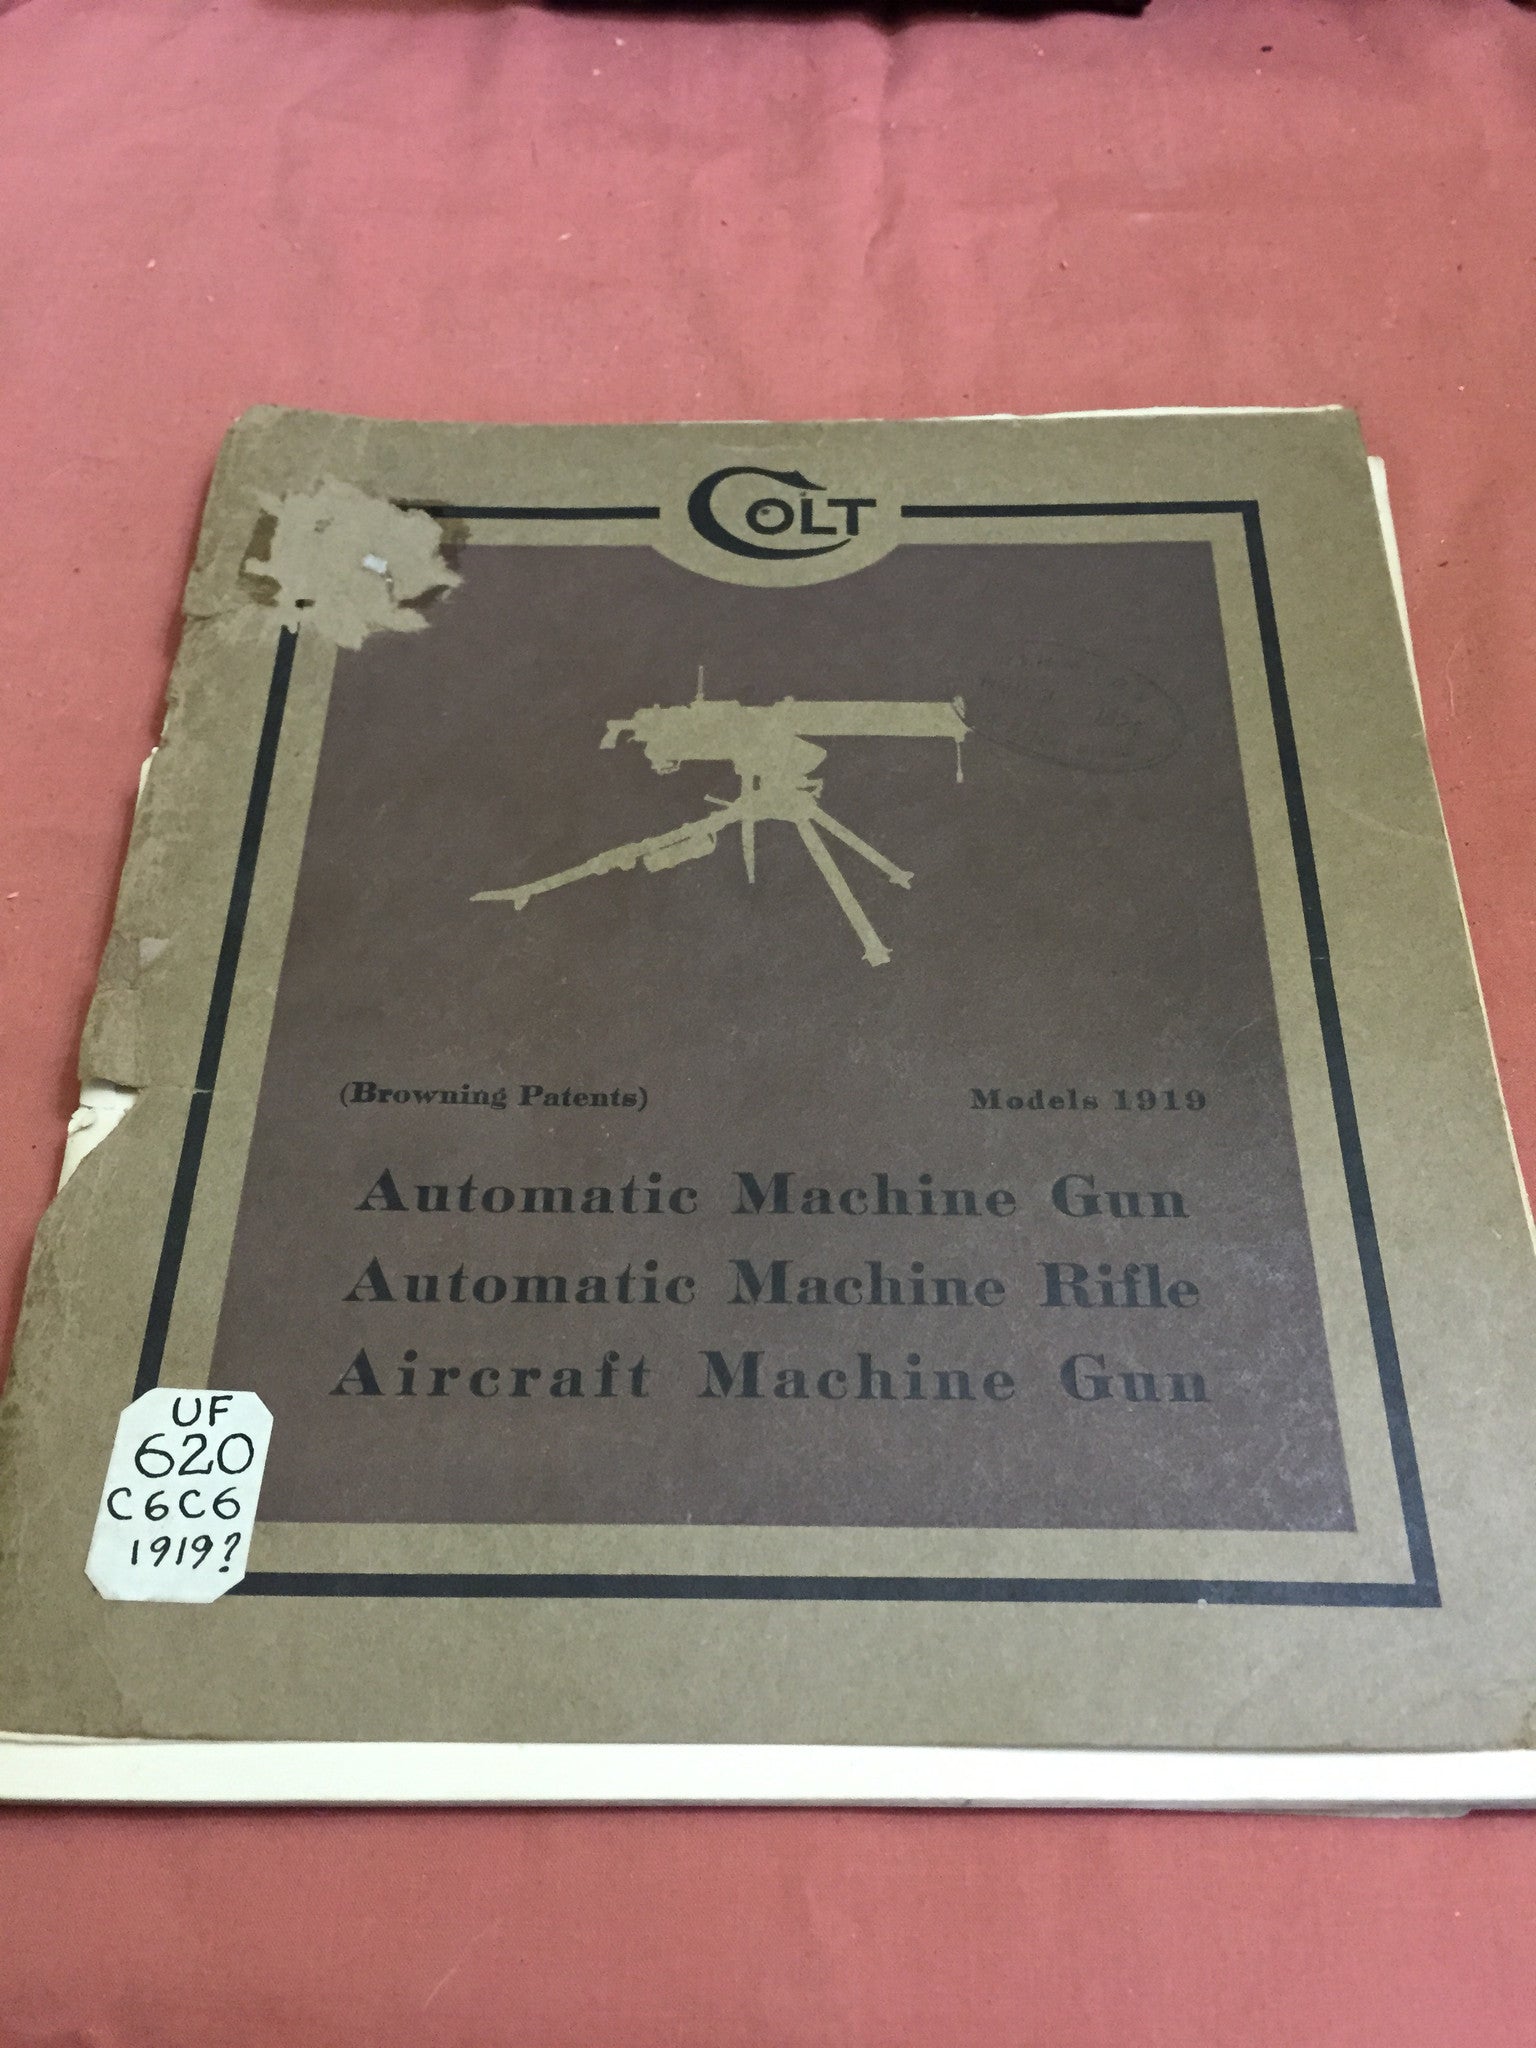 COLT
(Browning Patents) Models 1919
Automatic Machine Gun
Automatic Machine Rifle
Aircraft Machine Gun
UF
620
C6C6
1919?